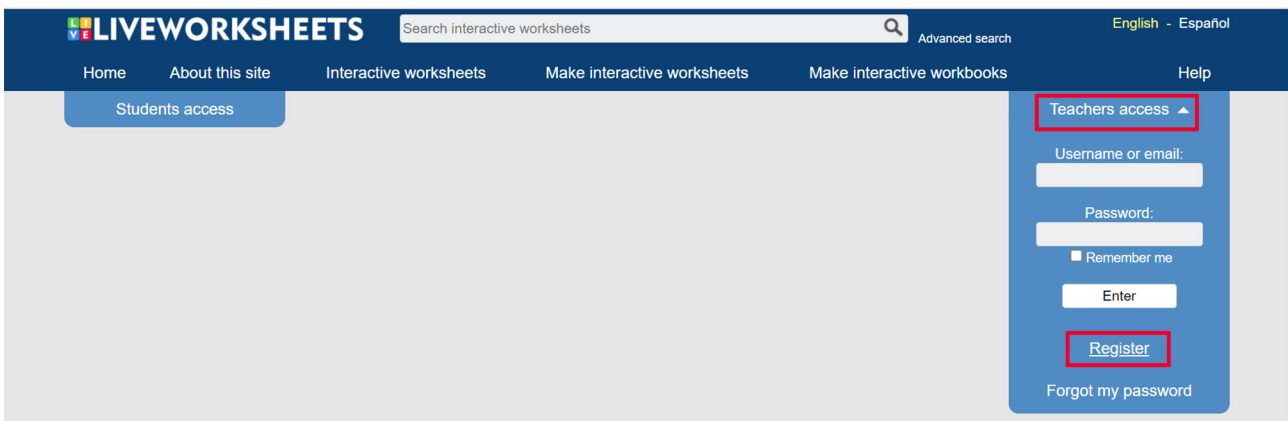 LIVE LIVEWORKSHEETS
Search interactive worksheets
Advanced search
English - Español
Home About this site Interactive worksheets Make interactive worksheets Make interactive workbooks Help
Students access
Teachers access
Username or email:
Password:
Remember me
Enter
Register
Forgot my password